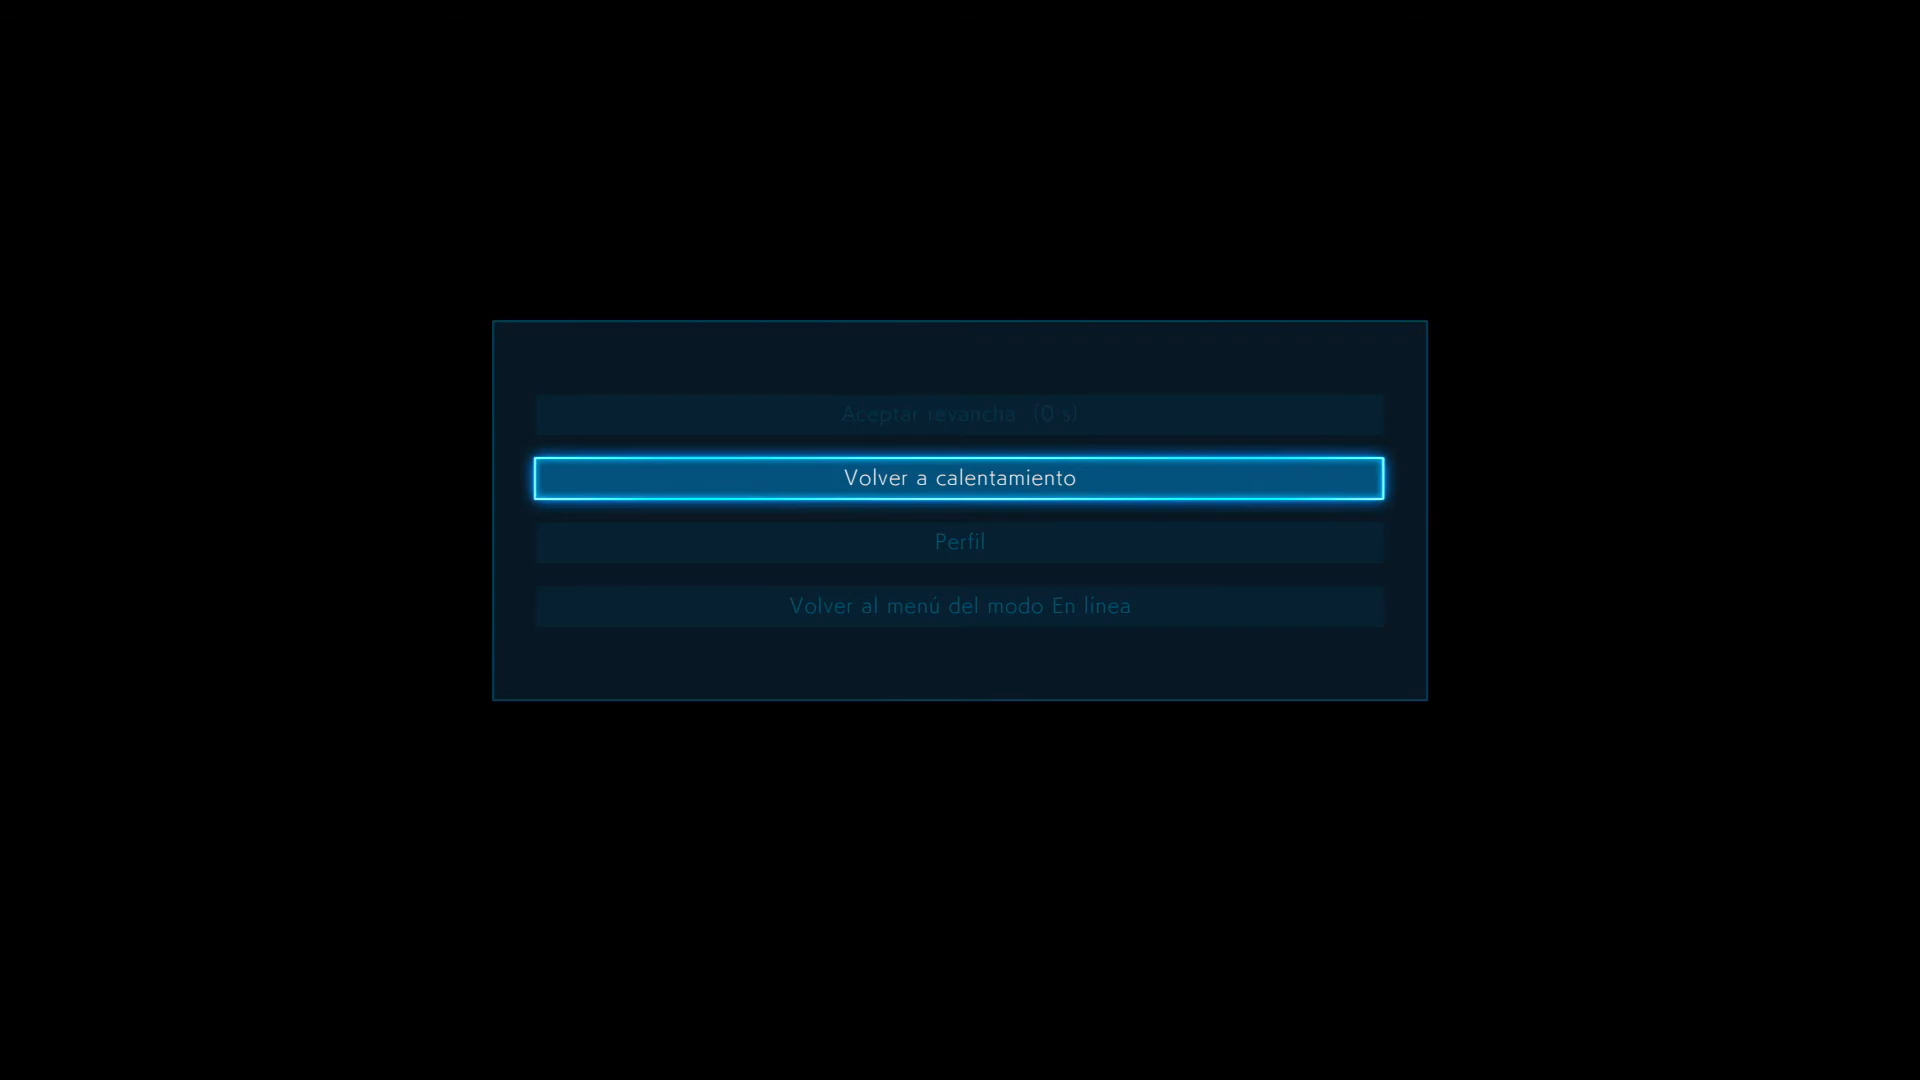 Aceptar revancha (0 s)
Volver a calentamiento
Perfil
Volver al menú del modo En línea